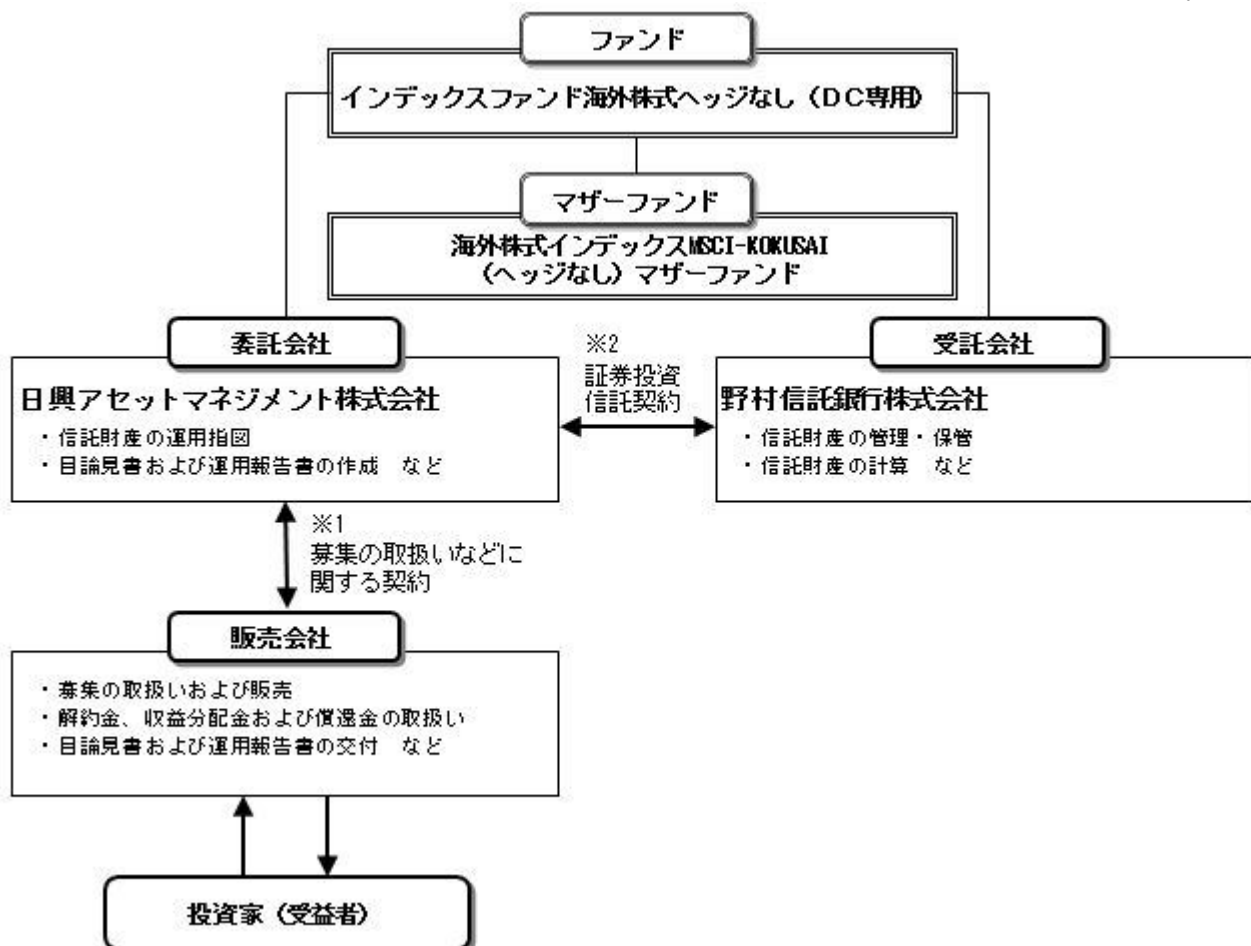 ファンド
インデックスファンド海外株式ヘッジなし（ＤＣ専用）
マザーファンド
海外株式インデックスMSCI-KOKUSAI
（ヘッジなし）マザーファンド
委託会社
日興アセットマネジメント株式会社
・信託財産の運用指図
・目論見書および運用報告書の作成　など
※2
証券投資
信託契約
受託会社
野村信託銀行株式会社
・信託財産の管理・保管
・信託財産の計算　など
※1
募集の取扱いなどに
関する契約
販売会社
・募集の取扱いおよび販売
・解約金、収益分配金および償還金の取扱い
・目論見書および運用報告書の交付　など
投資家（受益者）